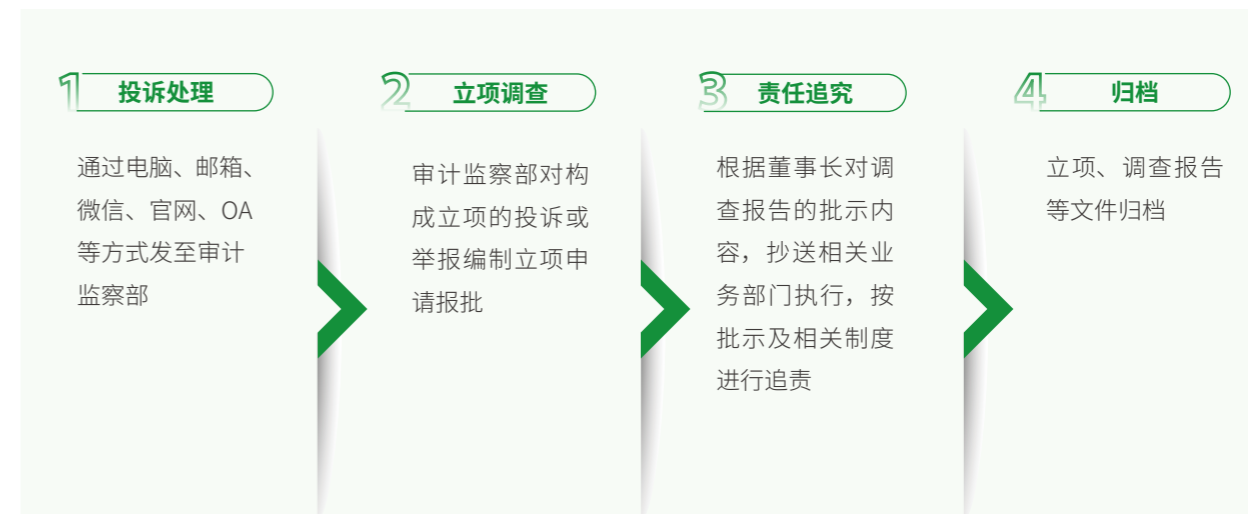 1 投诉处理
通过电脑、邮箱、
微信、官网、OA
等方式发至审计
监察部
2 立项调查
审计监察部对构
成立项的投诉或
举报编制立项申
请报批
3 责任追究
根据董事长对调
查报告的批示内
容，抄送相关业
务部门执行，按
批示及相关制度
进行追责
4 归档
立项、调查报告
等文件归档